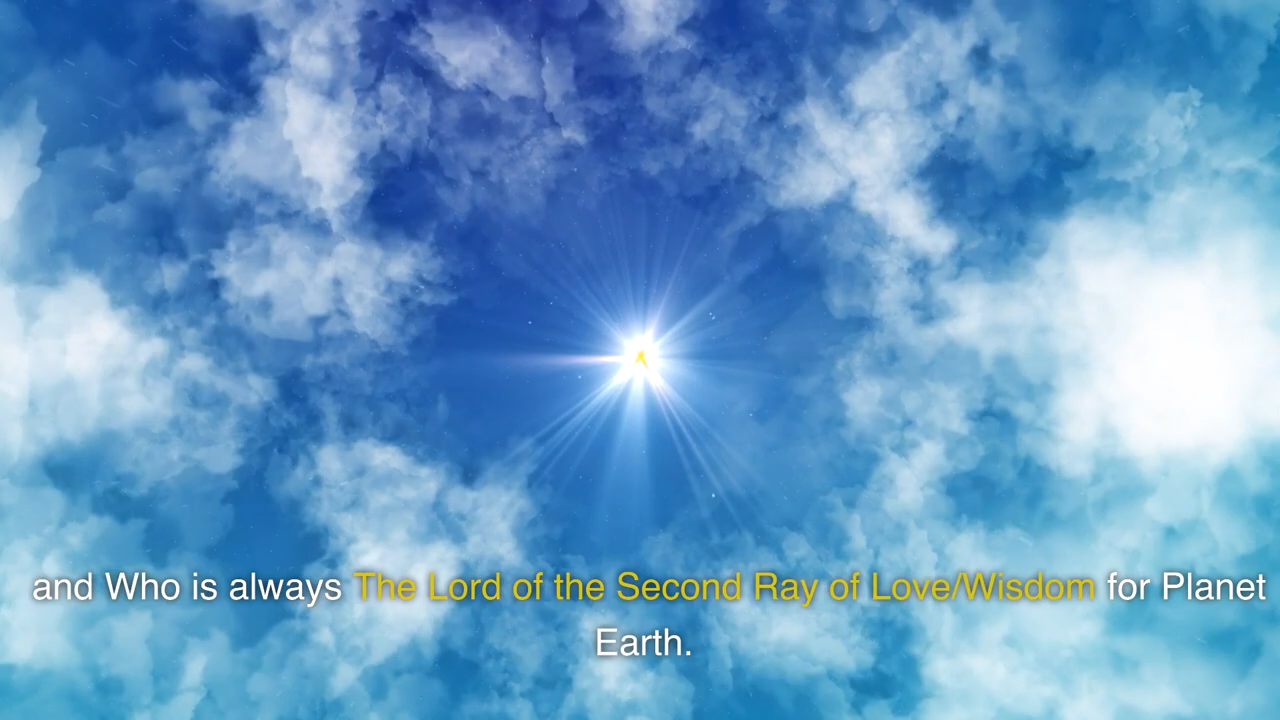 and Who is always The Lord of the Second Ray of Love/Wisdom for Planet
Earth.